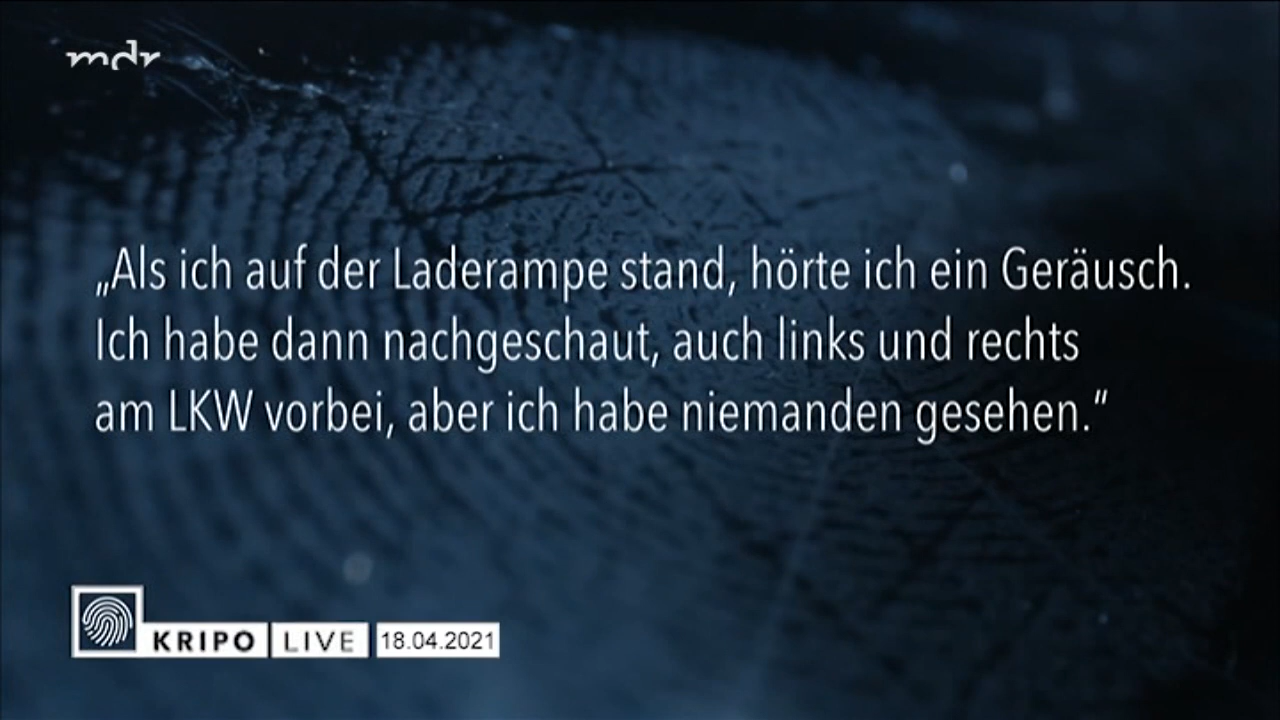 mdr
„Als ich auf der Laderampe stand, hörte ich ein Geräusch.
Ich habe dann nachgeschaut, auch links und rechts
am LKW vorbei, aber ich habe niemanden gesehen.“
KRIPO LIVE 18.04.2021